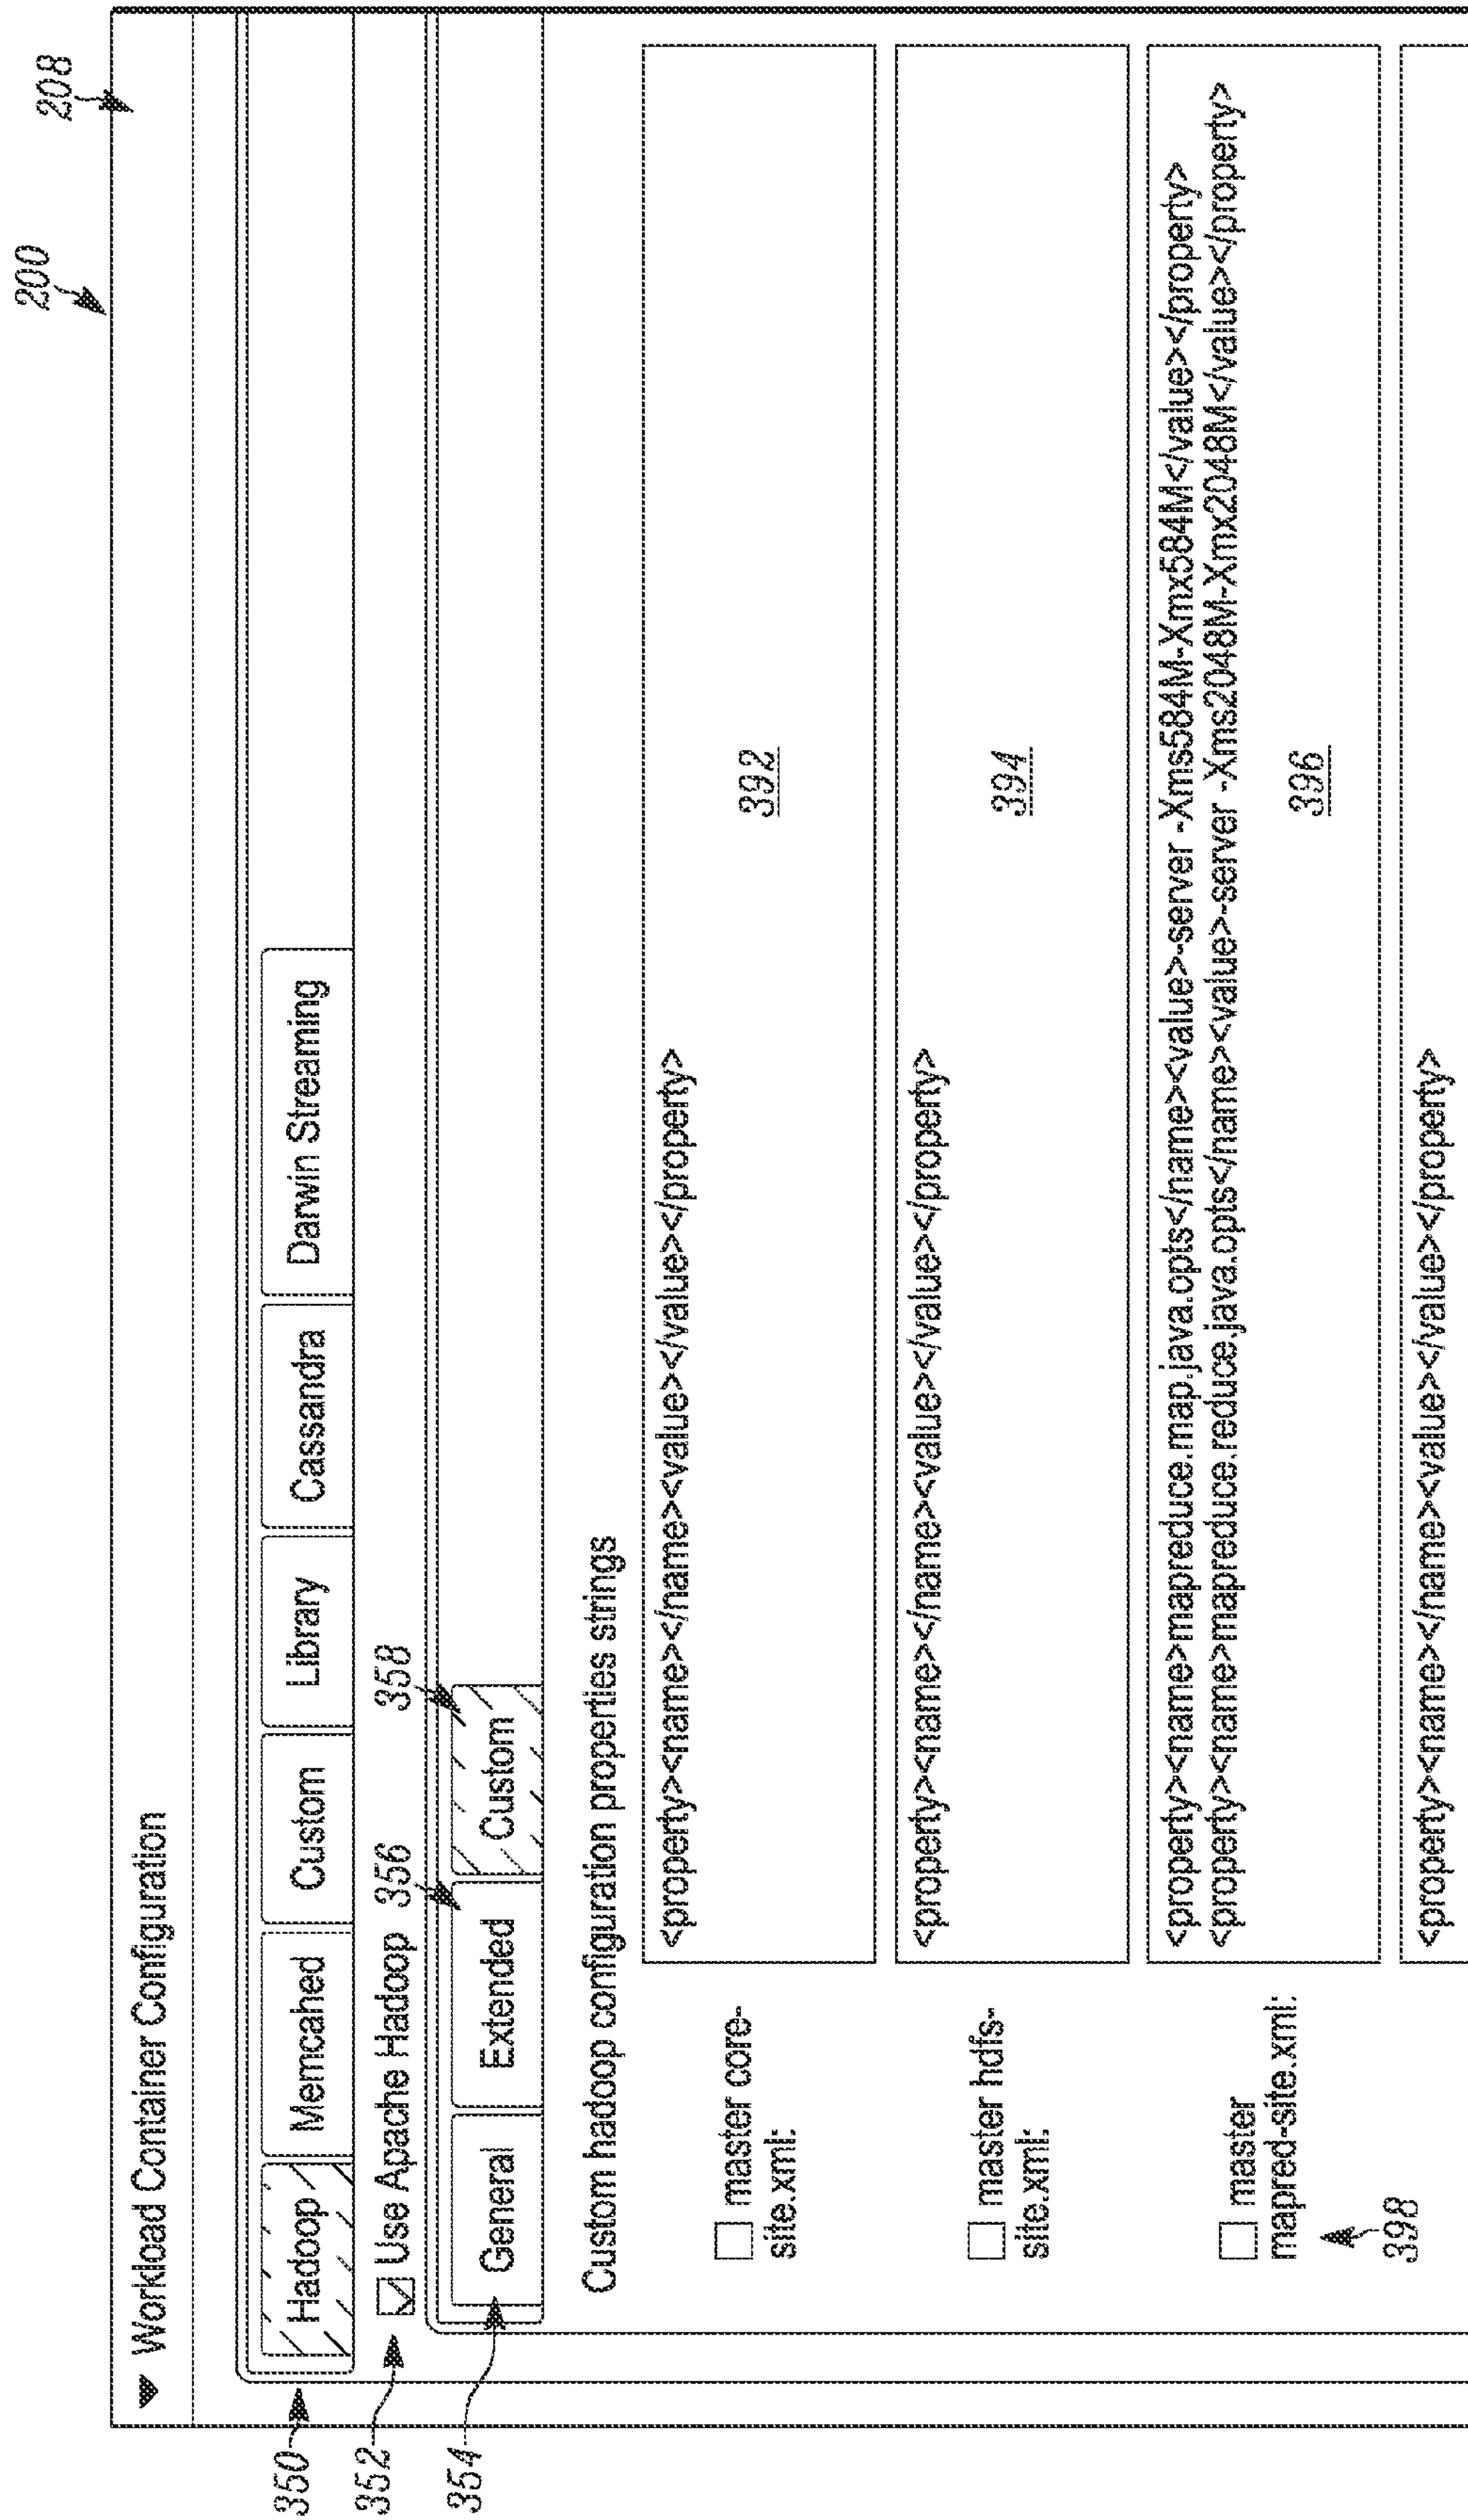 200
208
Workload Container Configuration
350
Hadoop
Memcahed
Custom
Library
Cassandra
Darwin Streaming
352
Use Apache Hadoop
356
358
354
General
Extended
Custom
Custom hadoop configuration properties strings
master core-
site.xml:
<property><name></name><value></value></property>
392
master hdfs-
site.xml:
<property><name></name><value></value></property>
394
master
mapred-site.xml:
<property><name>mapreduce.map.java.opts</name><value>-server -Xms584M-Xmx584M</value></property>
<property><name>mapreduce.reduce.java.opts</name><value>-server -Xms2048M-Xmx2048M</value></property>
396
398
<property><name></name><value></value></property>